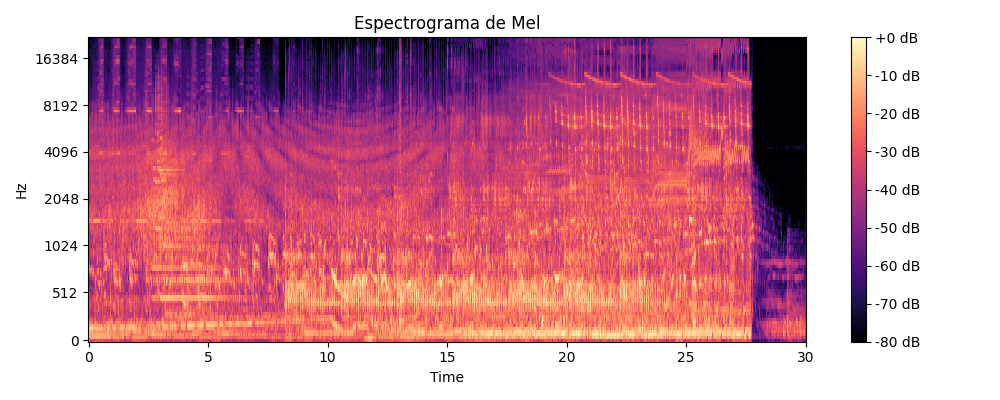 Espectrograma de Mel
Hz
16384
8192
4096
2048
1024
512
0
0 5 10 15 20 25 30
Time
+0 dB
-10 dB
-20 dB
-30 dB
-40 dB
-50 dB
-60 dB
-70 dB
-80 dB